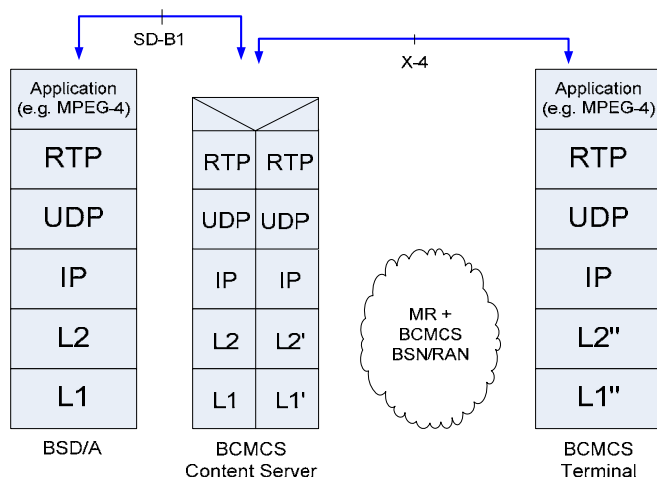 SD-B1
X-4
Application
(e.g. MPEG-4)
RTP
UDP
IP
L2
L1
BSD/A
RTP RTP
UDP UDP
IP IP
L2 L2'
L1 L1'
BCMCS
Content Server
MR +
BCMCS
BSN/RAN
Application
(e.g. MPEG-4)
RTP
UDP
IP
L2"
L1"
BCMCS
Terminal